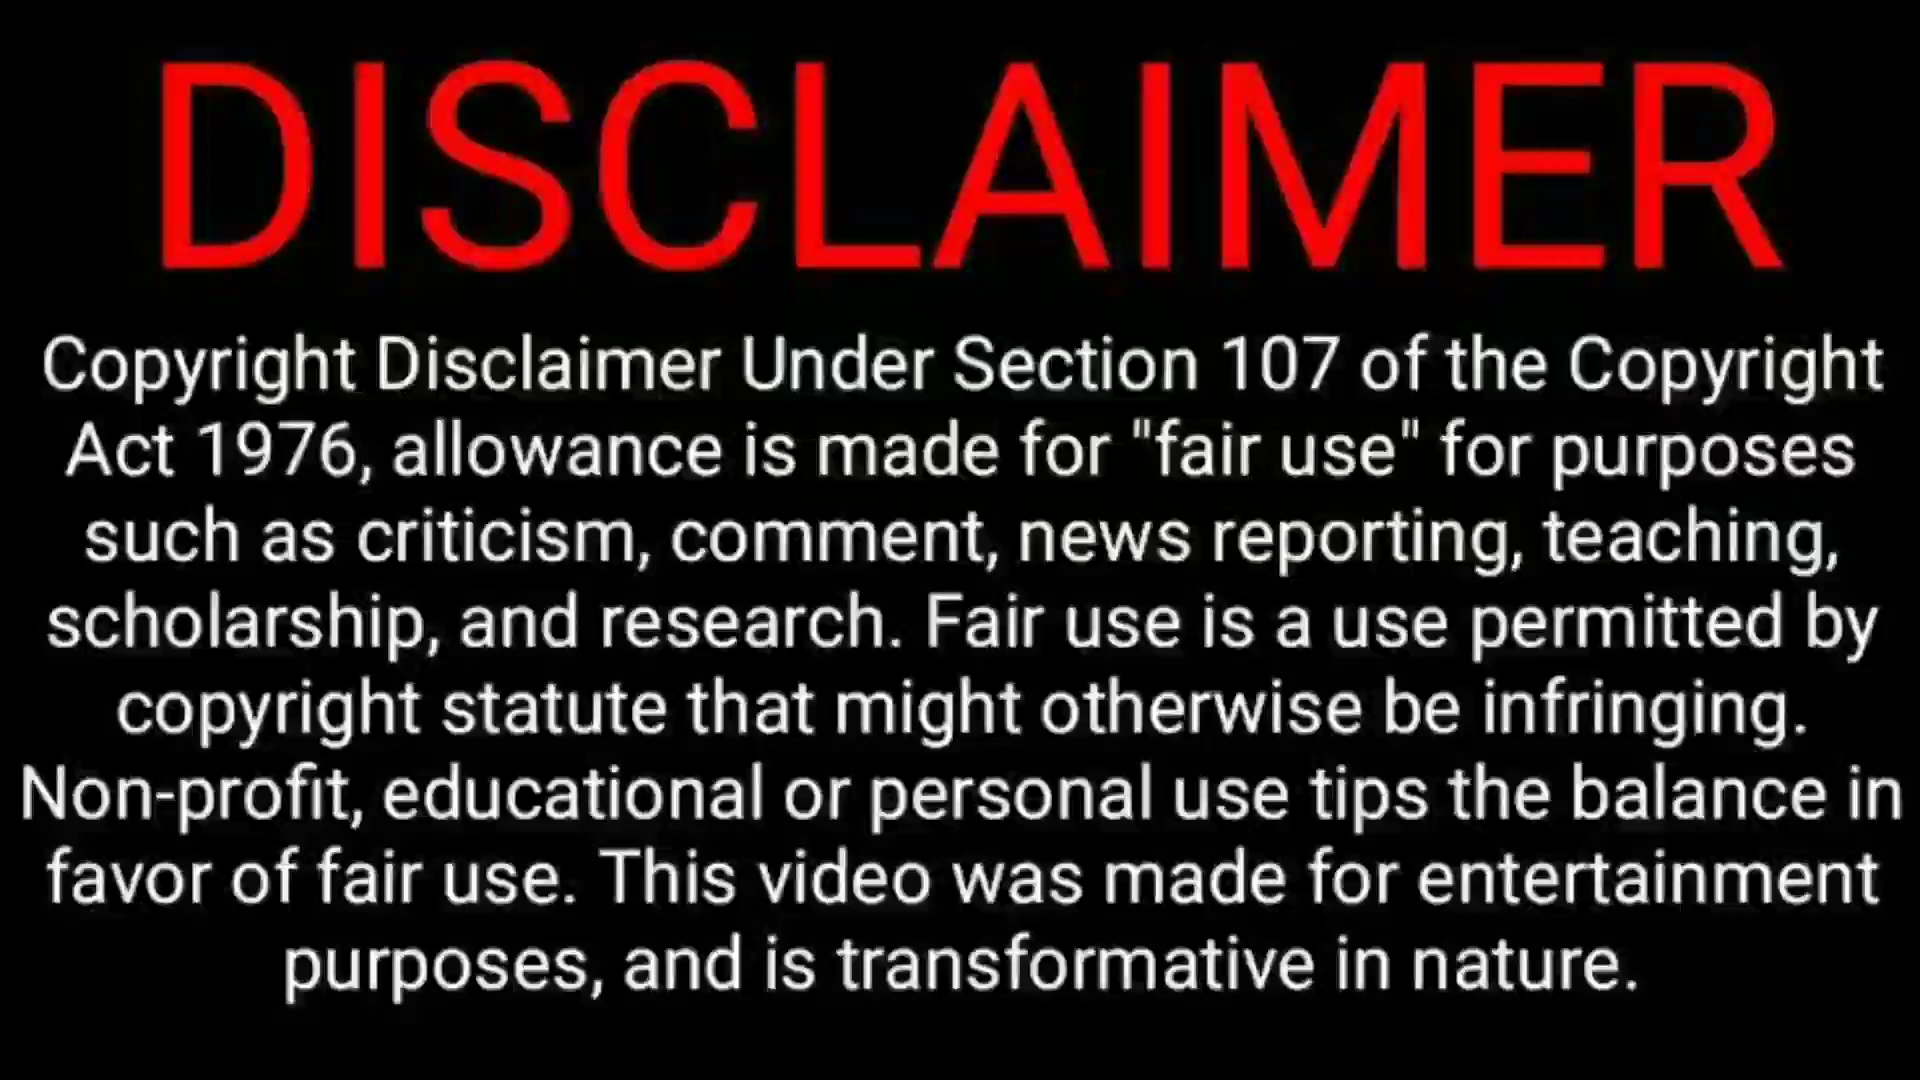 DISCLAIMER
Copyright Disclaimer Under Section 107 of the Copyright
Act 1976, allowance is made for "fair use" for purposes
such as criticism, comment, news reporting, teaching,
scholarship, and research. Fair use is a use permitted by
copyright statute that might otherwise be infringing.
Non-profit, educational or personal use tips the balance in
favor of fair use. This video was made for entertainment
purposes, and is transformative in nature.